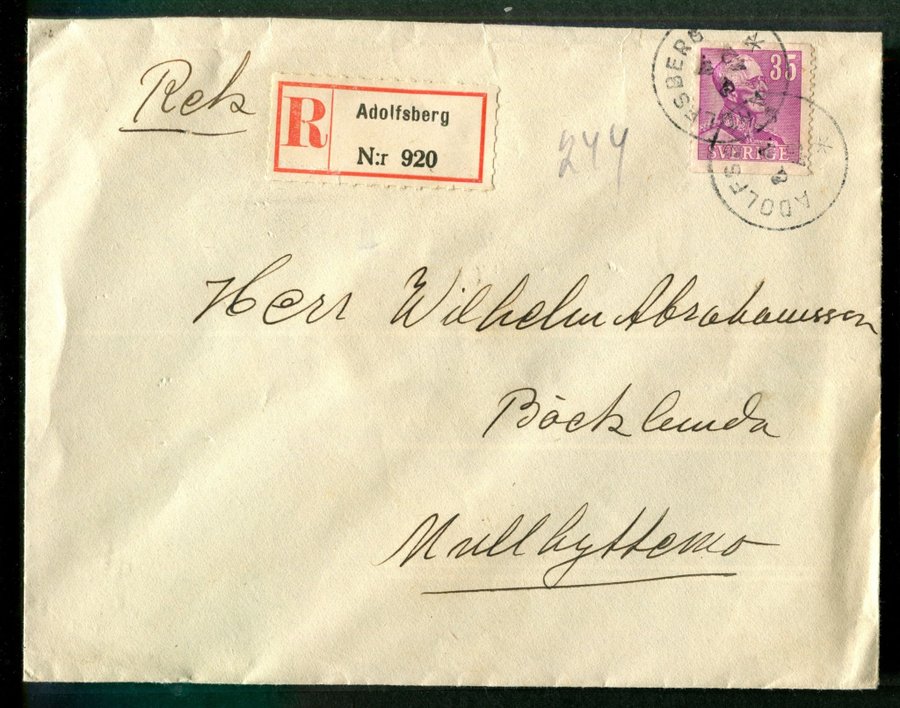 Rek
R
Adolfsberg
N:r 920
244
35
SVERIGE
ADOLFSBERG
Herr Wilhelm Abrahamsson
Bäcklunda
Mullhyttemo